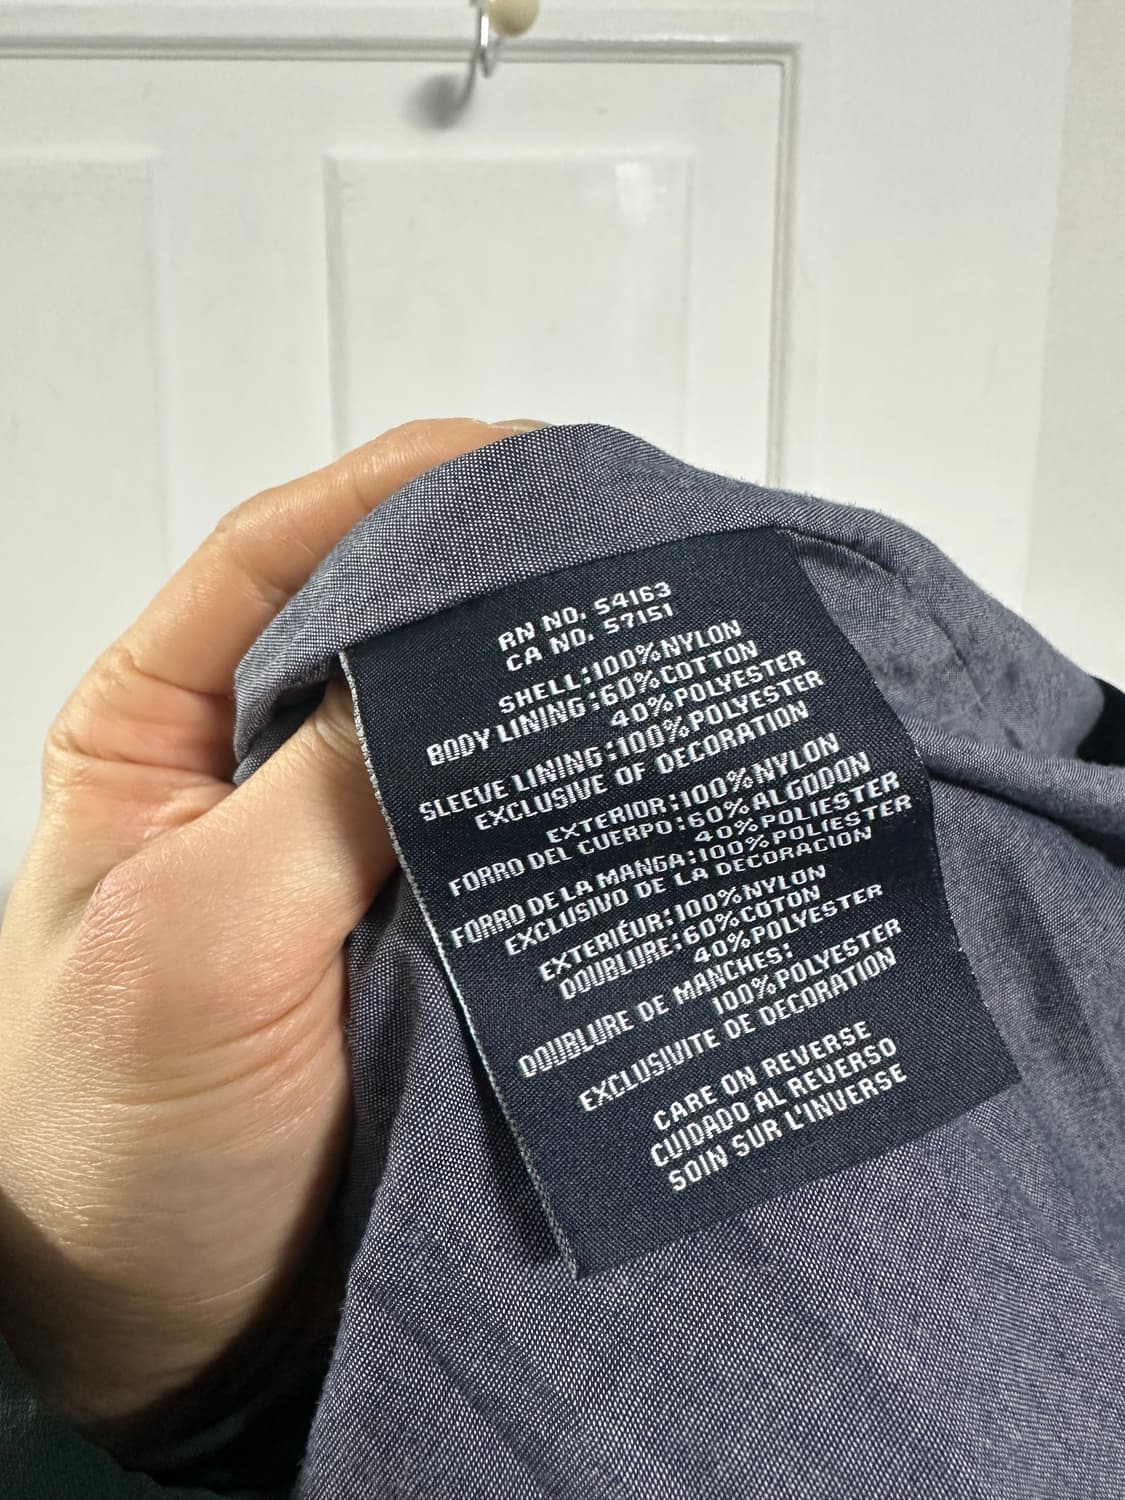 RN NO. 54163
CA NO. 57151
SHELL:100%NYLON
BODY LINING:60%COTTON
40%POLYESTER
SLEEVE LINING:100%POLYESTER
EXCLUSIVE OF DECORATION
EXTERIOR:100%NYLON
FORRO DEL CUERPO:60%ALGODON
40%POLIESTER
FORRO DE LA MANGA:100%POLIESTER
EXCLUSIVO DE LA DECORACION
EXTERIEUR:100%NYLON
DOUBLURE:60%COTON
40%POLYESTER
DOUBLURE DE MANCHES:
100%POLYESTER
EXCLUSIVITE DE DECORATION
CARE ON REVERSE
CUIDADO AL REVERSO
SOIN SUR L'INVERSE